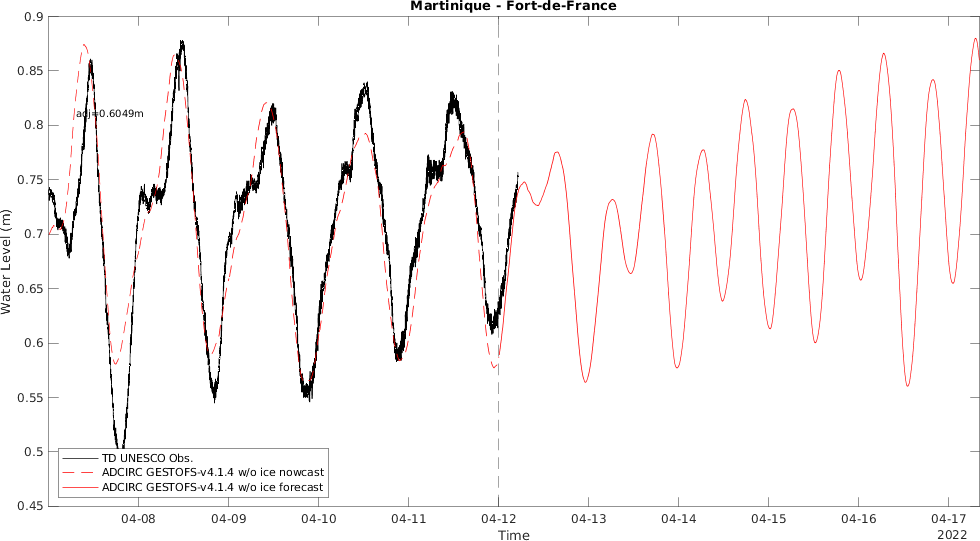 Martinique - Fort-de-France
0.9
0.85
0.8
0.75
0.7
0.65
0.6
0.55
0.5
0.45
Water Level (m)
adj=0.6049m
TD UNESCO Obs.
ADCIRC GESTOFS-v4.1.4 w/o ice nowcast
ADCIRC GESTOFS-v4.1.4 w/o ice forecast
04-08 04-09 04-10 04-11 04-12 04-13 04-14 04-15 04-16 04-17
Time
2022